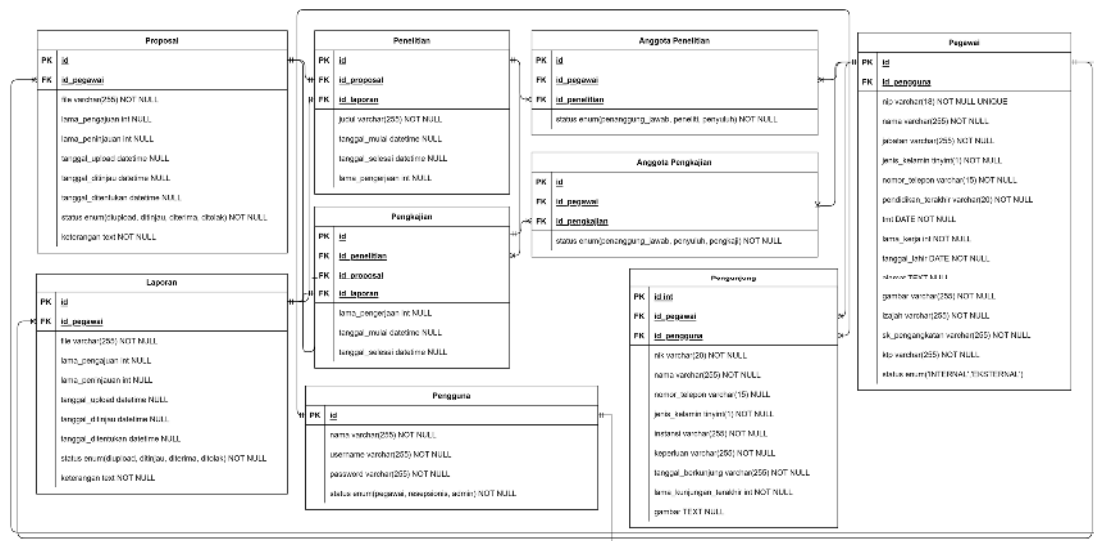 Proposal
PK id
FK id_pegawai
file varchar(255) NOT NULL
lama_pengajuan int NULL
lama_peninjauan int NULL
tanggal_upload datetime NULL
tanggal_ditinjau datetime NULL
tanggal_ditentukan datetime NULL
status enum(diupload, ditinjau, diterima, ditolak) NOT NULL
keterangan text NOT NULL
Penelitian
PK id
FK id_proposal
FK id_laporan
judul varchar(255) NOT NULL
tanggal_mulai datetime NULL
tanggal_selesai datetime NULL
lama_pengerjaan int NULL
Anggota Penelitian
PK id
FK id_pegawai
FK id_penelitian
status enum(penanggung_jawab, peneliti, penyuluh) NOT NULL
Pegawai
PK id
FK id_pengguna
nip varchar(18) NOT NULL UNIQUE
nama varchar(255) NOT NULL
jabatan varchar(255) NOT NULL
jenis_kelamin tinyint(1) NOT NULL
nomor_telepon varchar(15) NOT NULL
pendidikan_terakhir varchar(20) NOT NULL
tmt DATE NOT NULL
lama_kerja int NOT NULL
tanggal_lahir DATE NOT NULL
alamat TEXT NULL
gambar varchar(255) NOT NULL
ijazah varchar(255) NOT NULL
sk_pengangkatan varchar(255) NOT NULL
ktp varchar(255) NOT NULL
status enum('INTERNAL','EKSTERNAL')
Anggota Pengkajian
PK id
FK id_pegawai
FK id_pengkajian
status enum(penanggung_jawab, penyuluh, pengkaji) NOT NULL
Pengkajian
PK id
FK id_penelitian
FK id_proposal
FK id_laporan
lama_pengerjaan int NULL
tanggal_mulai datetime NULL
tanggal_selesai datetime NULL
Laporan
PK id
FK id_pegawai
file varchar(255) NOT NULL
lama_pengajuan int NULL
lama_peninjauan int NULL
tanggal_upload datetime NULL
tanggal_ditinjau datetime NULL
tanggal_ditentukan datetime NULL
status enum(diupload, ditinjau, diterima, ditolak) NOT NULL
keterangan text NOT NULL
Pengunjung
PK id int
FK id_pegawai
FK id_pengguna
nik varchar(20) NOT NULL
nama varchar(255) NOT NULL
nomor_telepon varchar(15) NULL
jenis_kelamin tinyint(1) NOT NULL
instansi varchar(255) NOT NULL
keperluan varchar(255) NOT NULL
tanggal_berkunjung varchar(255) NOT NULL
lama_kunjungan_terakhir int NOT NULL
gambar TEXT NULL
Pengguna
PK id
nama varchar(255) NOT NULL
username varchar(255) NOT NULL
password varchar(255) NOT NULL
status enum(pegawai, resepsionis, admin) NOT NULL